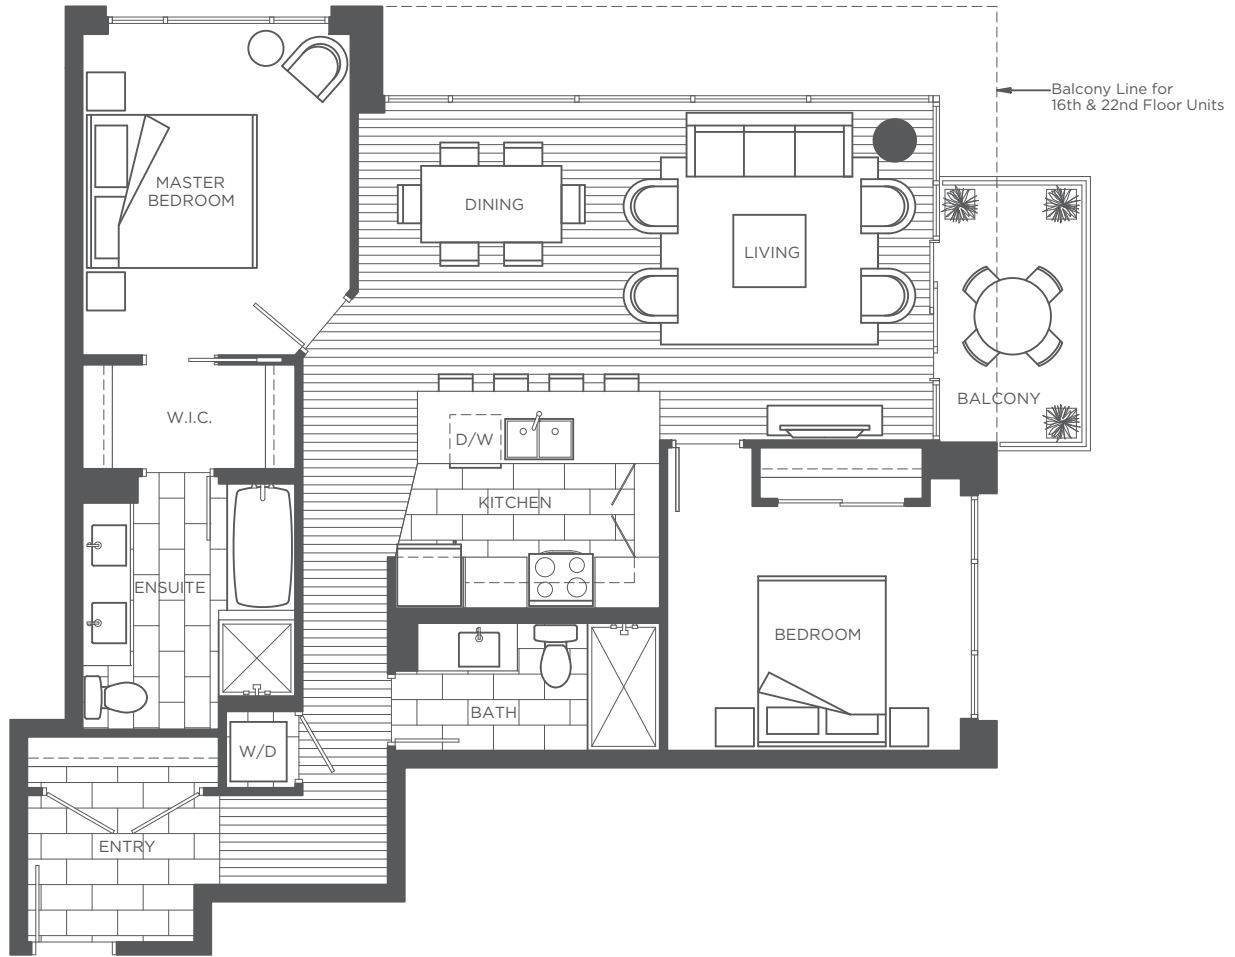 Balcony Line for
16th & 22nd Floor Units
MASTER
BEDROOM
DINING
LIVING
BALCONY
W.I.C.
D/W
KITCHEN
ENSUITE
BEDROOM
BATH
W/D
ENTRY